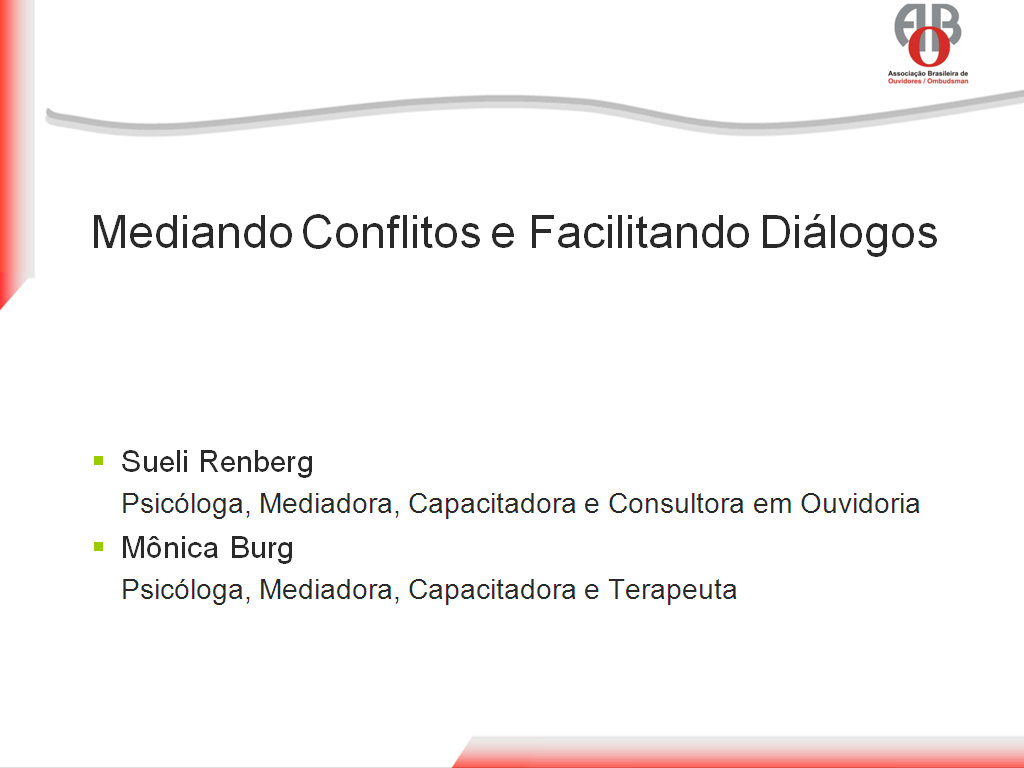 ABO
Associação Brasileira de
Ouvidores / Ombudsman
Mediando Conflitos e Facilitando Diálogos
Sueli Renberg
Psicóloga, Mediadora, Capacitadora e Consultora em Ouvidoria
Mônica Burg
Psicóloga, Mediadora, Capacitadora e Terapeuta